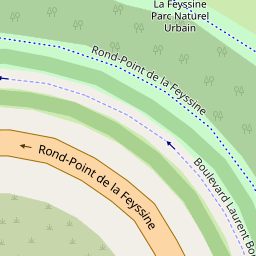 La Feyssine
Parc Naturel
Urbain
Rond-Point de la Feyssine
Boulevard Laurent Bo
Rond-Point de la Feyssine